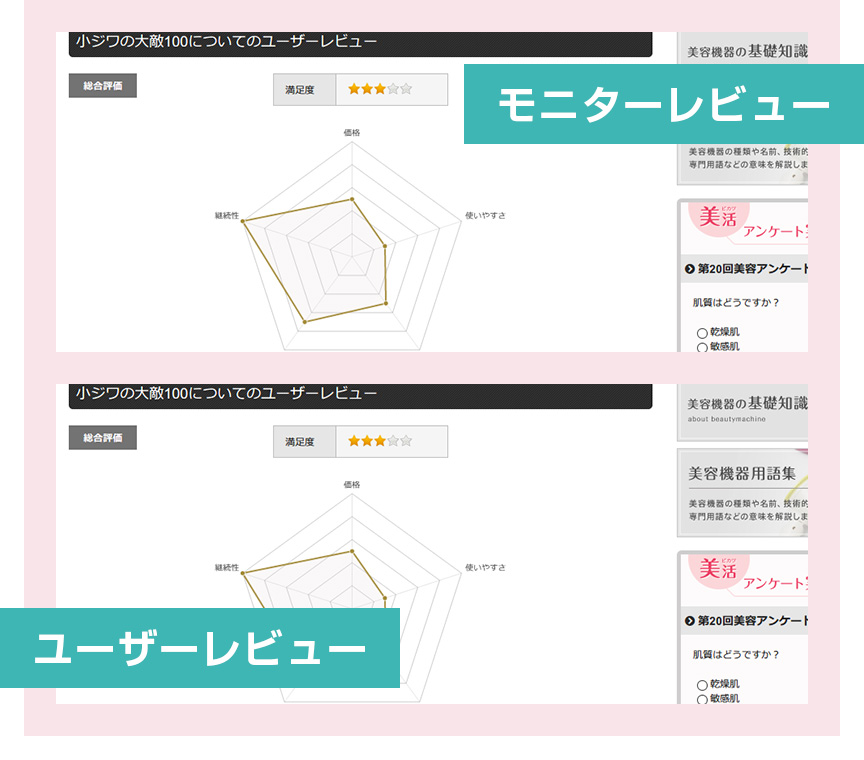 小ジワの大敵100についてのユーザーレビュー
総合評価
満足度
価格
継続性
使いやすさ
モニターレビュー
美容機器の基礎知識
美容機器の種類や名前、技術的
専門用語などの意味を解説しま
美活
ビカツ
アンケート
第20回美容アンケート
肌質はどうですか？
乾燥肌
敏感肌
小ジワの大敵100についてのユーザーレビュー
総合評価
満足度
価格
継続性
使いやすさ
ユーザーレビュー
美容機器の基礎知識
about beautymachine
美容機器用語集
美容機器の種類や名前、技術的
専門用語などの意味を解説しま
美活
ビカツ
アンケート
第20回美容アンケート
肌質はどうですか？
乾燥肌
敏感肌